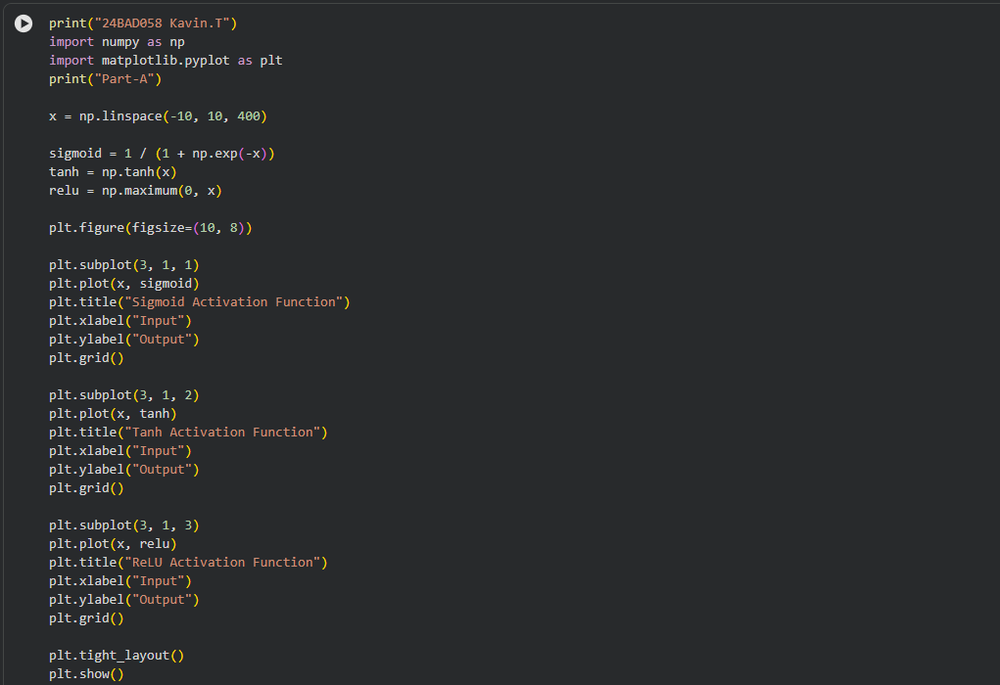 print("24BAD058 Kavin.T")
import numpy as np
import matplotlib.pyplot as plt
print("Part-A")
x = np.linspace(-10, 10, 400)
sigmoid = 1 / (1 + np.exp(-x))
tanh = np.tanh(x)
relu = np.maximum(0, x)
plt.figure(figsize=(10, 8))
plt.subplot(3, 1, 1)
plt.plot(x, sigmoid)
plt.title("Sigmoid Activation Function")
plt.xlabel("Input")
plt.ylabel("Output")
plt.grid()
plt.subplot(3, 1, 2)
plt.plot(x, tanh)
plt.title("Tanh Activation Function")
plt.xlabel("Input")
plt.ylabel("Output")
plt.grid()
plt.subplot(3, 1, 3)
plt.plot(x, relu)
plt.title("ReLU Activation Function")
plt.xlabel("Input")
plt.ylabel("Output")
plt.grid()
plt.tight_layout()
plt.show()